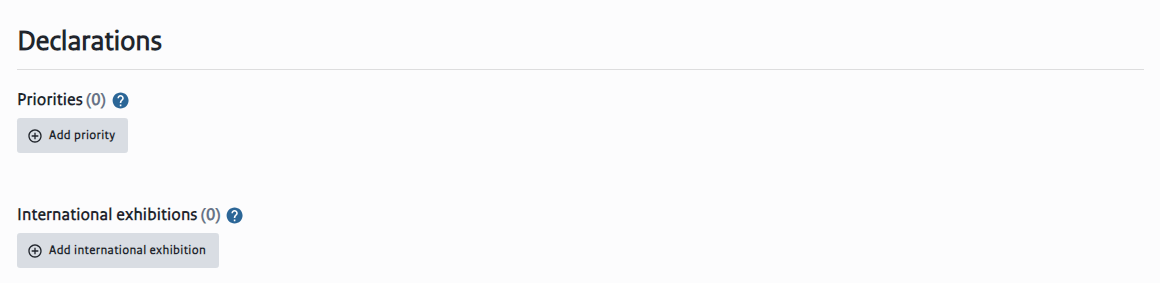 Declarations
Priorities (0) ?
Add priority
International exhibitions (0) ?
Add international exhibition